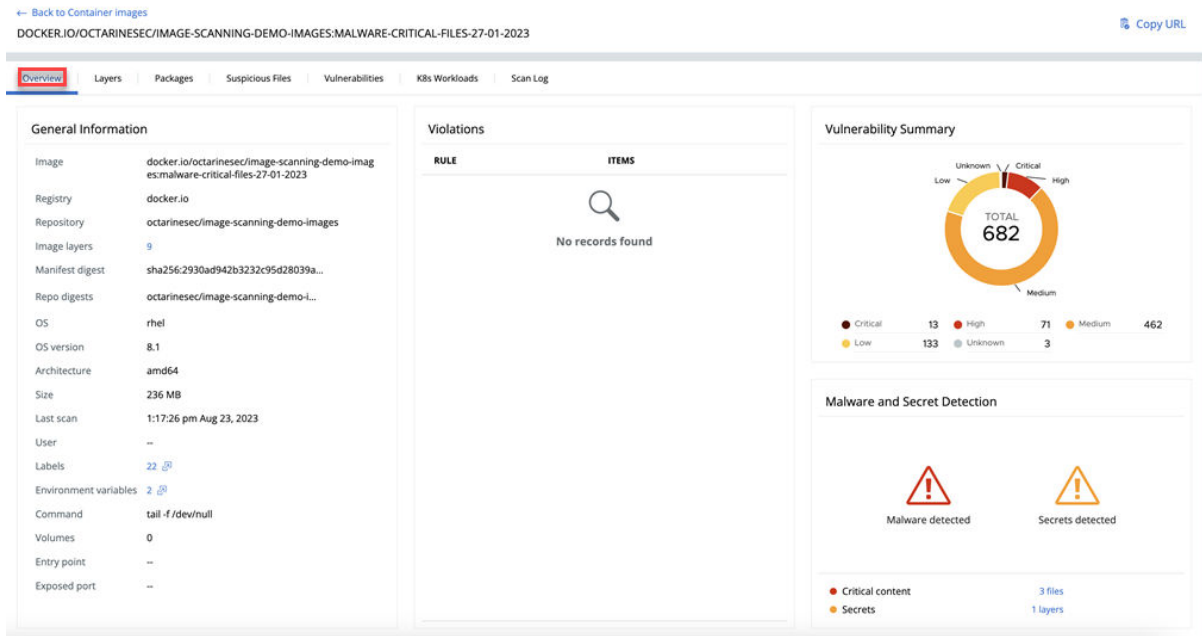 ← Back to Container images
DOCKER.IO/OCTARINESEC/IMAGE-SCANNING-DEMO-IMAGES:MALWARE-CRITICAL-FILES-27-01-2023
Copy URL
Overview Layers Packages Suspicious Files Vulnerabilities K8s Workloads Scan Log
General Information
Image docker.io/octarinesec/image-scanning-demo-imag
es:malware-critical-files-27-01-2023
Registry docker.io
Repository octarinesec/image-scanning-demo-images
Image layers 9
Manifest digest sha256:2930ad942b3232c95d28039a...
Repo digests octarinesec/image-scanning-demo-i...
OS rhel
OS version 8.1
Architecture amd64
Size 236 MB
Last scan 1:17:26 pm Aug 23, 2023
User --
Labels 22
Environment variables 2
Command tail -f /dev/null
Volumes 0
Entry point --
Exposed port --
Violations
RULE ITEMS
No records found
Vulnerability Summary
Unknown Critical
Low High
TOTAL
682
Medium
Critical 13 High 71 Medium 462
Low 133 Unknown 3
Malware and Secret Detection
Malware detected Secrets detected
Critical content 3 files
Secrets 1 layers